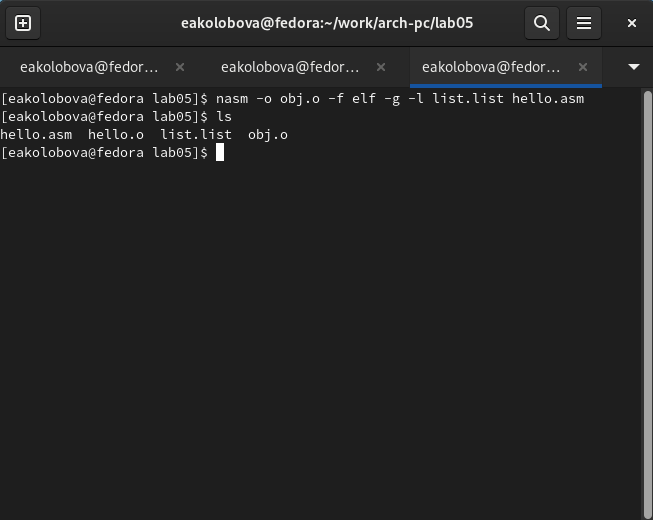 eakolobova@fedora:~/work/arch-pc/lab05
eakolobova@fedor… × eakolobova@fedor… × eakolobova@fedor… ×
[eakolobova@fedora lab05]$ nasm -o obj.o -f elf -g -l list.list hello.asm
[eakolobova@fedora lab05]$ ls
hello.asm  hello.o  list.list  obj.o
[eakolobova@fedora lab05]$